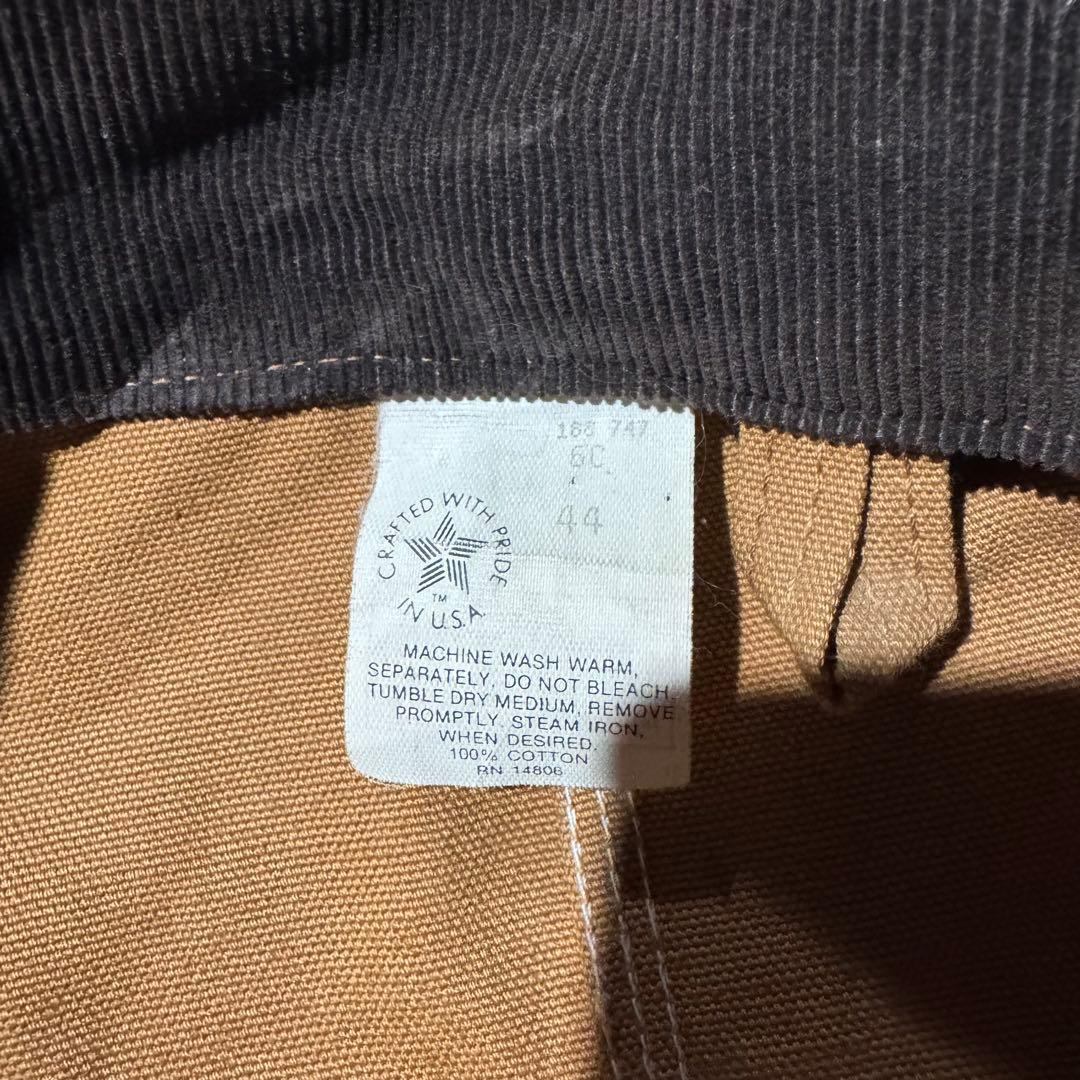 166 747
6C
44
CRAFTED WITH PRIDE
IN U.S.A
TM
MACHINE WASH WARM,
SEPARATELY, DO NOT BLEACH.
TUMBLE DRY MEDIUM, REMOVE
PROMPTLY, STEAM IRON,
WHEN DESIRED.
100% COTTON
RN 14806